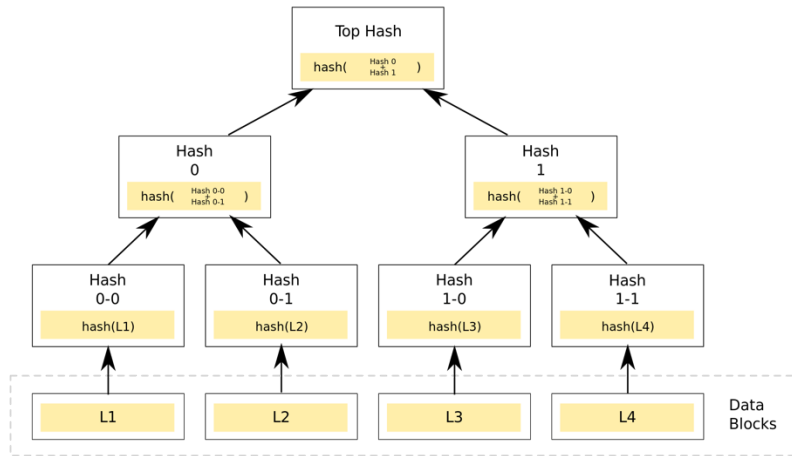 Top Hash
hash( Hash 0 + Hash 1 )
Hash
0
hash( Hash 0-0 + Hash 0-1 )
Hash
1
hash( Hash 1-0 + Hash 1-1 )
Hash
0-0
hash(L1)
Hash
0-1
hash(L2)
Hash
1-0
hash(L3)
Hash
1-1
hash(L4)
L1
L2
L3
L4
Data
Blocks